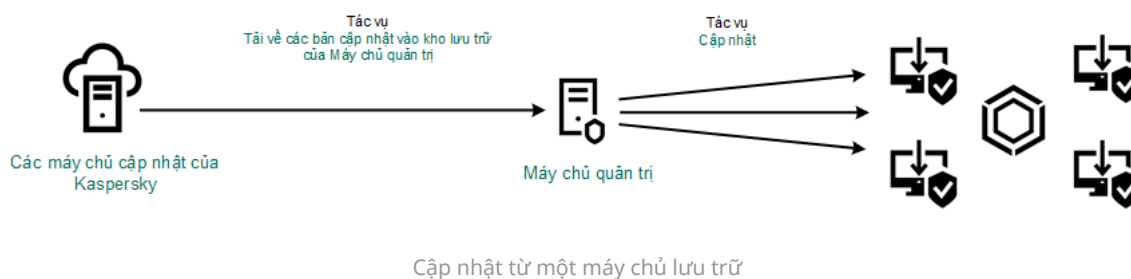 Tác vụ
Tải về các bản cập nhật vào kho lưu trữ
của Máy chủ quản trị
Tác vụ
Cập nhật
Các máy chủ cập nhật của
Kaspersky
Máy chủ quản trị
Cập nhật từ một máy chủ lưu trữ